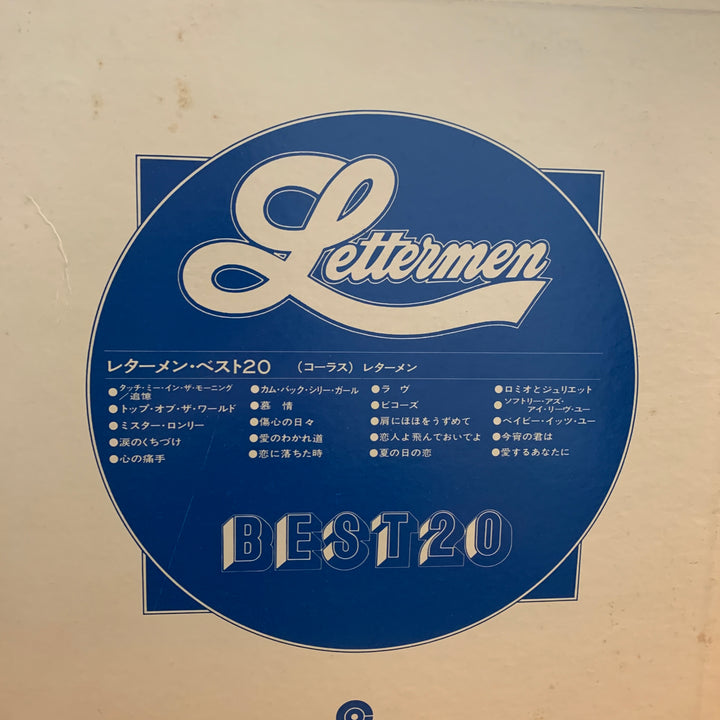 Lettermen
レターメン・ベスト20 （コーラス）レターメン
●タッチ・ミー・イン・ザ・モーニング
／追憶
●トップ・オブ・ザ・ワールド
●ミスター・ロンリー
●涙のくちづけ
●心の痛手
●カム・バック・シリー・ガール
●慕情
●傷心の日々
●愛のわかれ道
●恋に落ちた時
●ラヴ
●ビコーズ
●肩にほほをうずめて
●恋人よ飛んでおいでよ
●夏の日の恋
●ロミオとジュリエット
●ソフトリー・アズ・
アイ・リーヴ・ユー
●ベイビー・イッツ・ユー
●今宵の君は
●愛するあなたに
BEST20